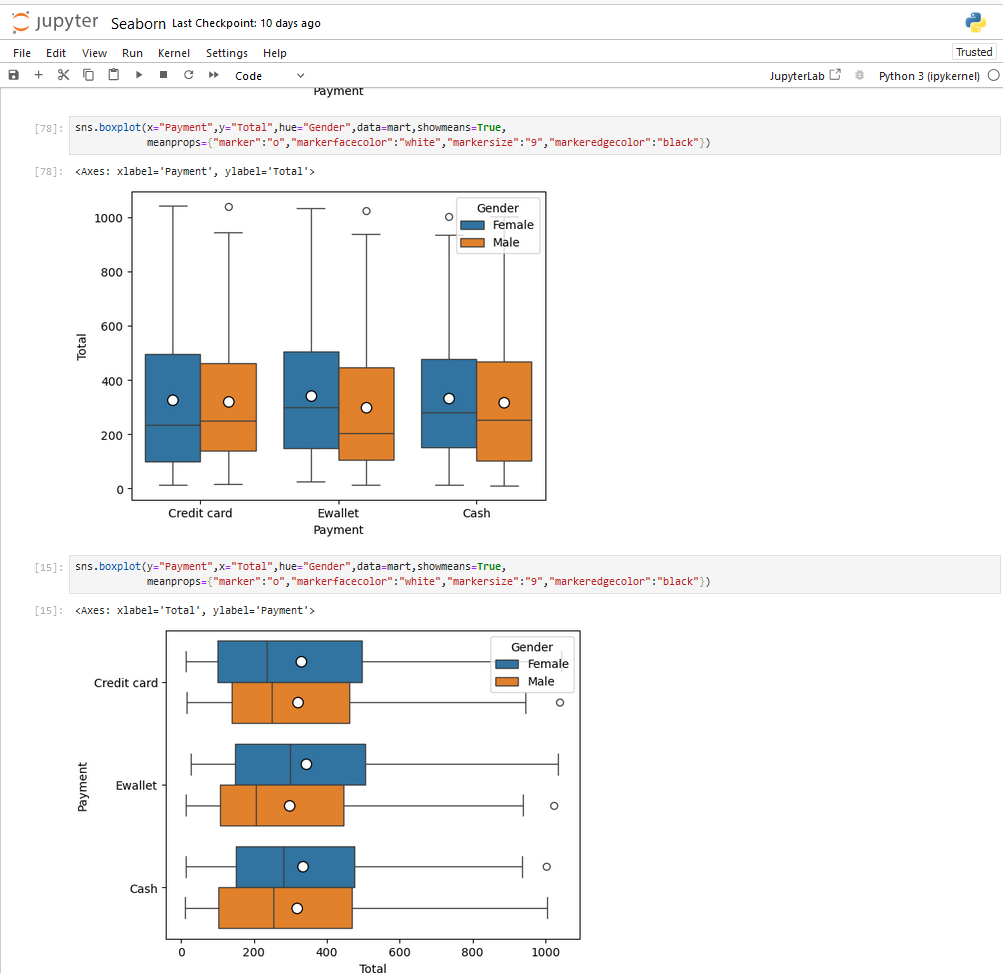 jupyter Seaborn Last Checkpoint: 10 days ago
File Edit View Run Kernel Settings Help Trusted
Code JupyterLab Python 3 (ipykernel)
Payment
[78]: sns.boxplot(x="Payment",y="Total",hue="Gender",data=mart,showmeans=True,
meanprops={"marker":"o","markerfacecolor":"white","markersize":"9","markeredgecolor":"black"})
[78]: <Axes: xlabel='Payment', ylabel='Total'>
Gender
Female
Male
1000
800
600
400
200
0
Total
Credit card Ewallet Cash
Payment
[15]: sns.boxplot(y="Payment",x="Total",hue="Gender",data=mart,showmeans=True,
meanprops={"marker":"o","markerfacecolor":"white","markersize":"9","markeredgecolor":"black"})
[15]: <Axes: xlabel='Total', ylabel='Payment'>
Gender
Female
Male
Credit card
Ewallet
Cash
Payment
0 200 400 600 800 1000
Total